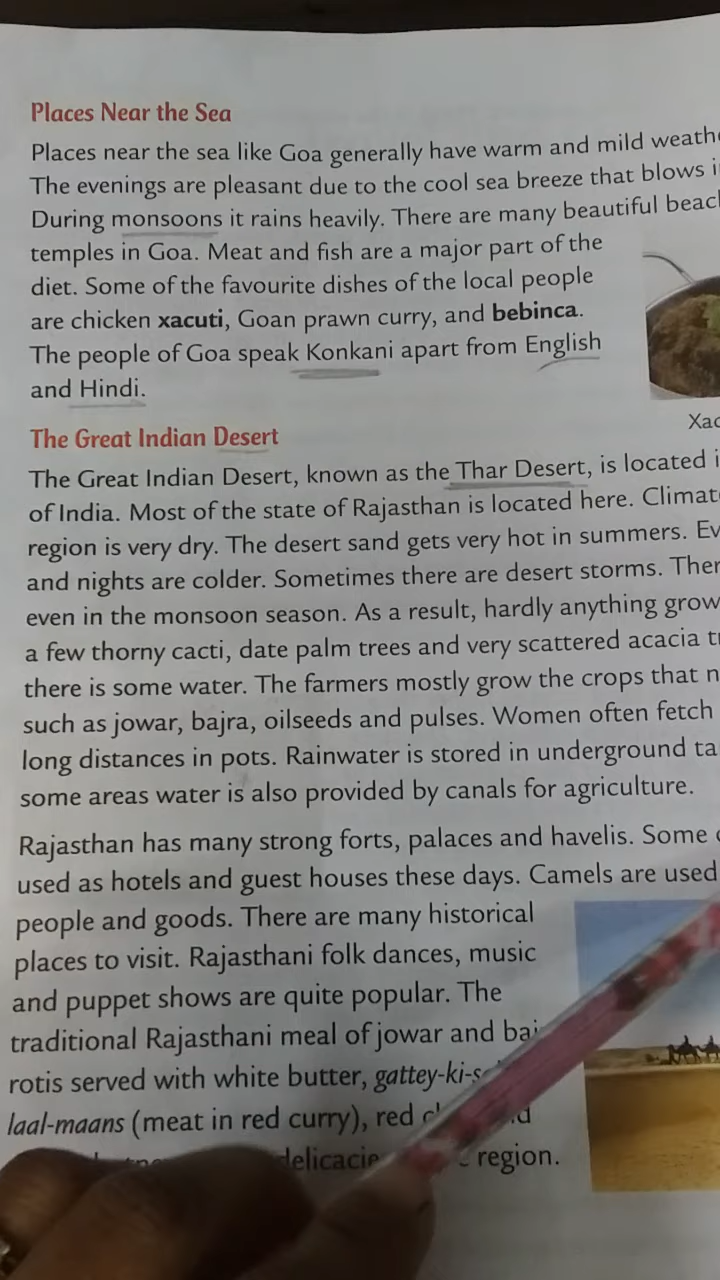 Places Near the Sea
Places near the sea like Goa generally have warm and mild
The evenings are pleasant due to the cool sea breeze that blows
During monsoons it rains heavily. There are many beautiful
temples in Goa. Meat and fish are a major part of the
diet. Some of the favourite dishes of the local people
are chicken xacuti, Goan prawn curry, and bebinca.
The people of Goa speak Konkani apart from English
and Hindi.
The Great Indian Desert
The Great Indian Desert, known as the Thar Desert, is located
of India. Most of the state of Rajasthan is located here.
region is very dry. The desert sand gets very hot in summers.
and nights are colder. Sometimes there are desert storms.
even in the monsoon season. As a result, hardly anything
a few thorny cacti, date palm trees and very scattered acacia
there is some water. The farmers mostly grow the crops that
such as jowar, bajra, oilseeds and pulses. Women often fetch
long distances in pots. Rainwater is stored in underground
some areas water is also provided by canals for agriculture.
Rajasthan has many strong forts, palaces and havelis. Some
used as hotels and guest houses these days. Camels are used
people and goods. There are many historical
places to visit. Rajasthani folk dances, music
and puppet shows are quite popular. The
traditional Rajasthani meal of jowar and
rotis served with white butter,
laal-maans (meat in red curry), red
region.